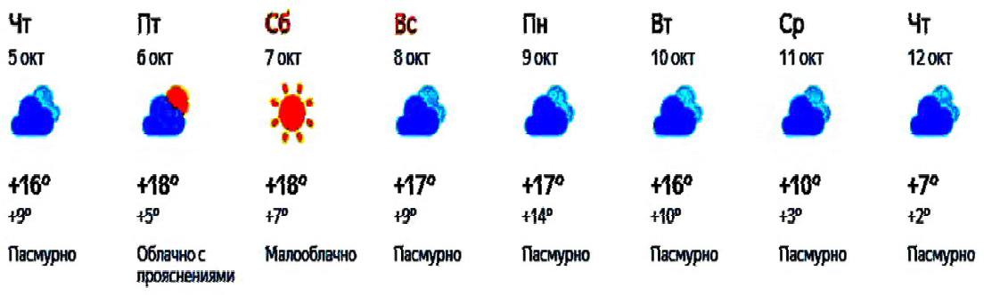 Чт Пт Сб Вс Пн Вт Ср Чт
5 окт 6 окт 7 окт 8 окт 9 окт 10 окт 11 окт 12 окт
+16° +18° +18° +17° +17° +16° +10° +7°
+9° +5° +7° +9° +14° +10° +3° +2°
Пасмурно Облачно с Малооблачно Пасмурно Пасмурно Пасмурно Пасмурно Пасмурно
прояснениями